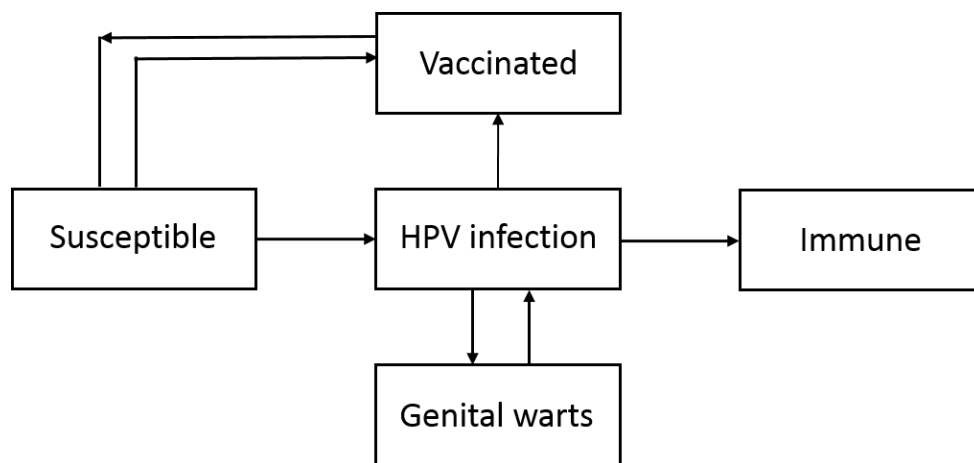 Vaccinated
Susceptible
HPV infection
Immune
Genital warts